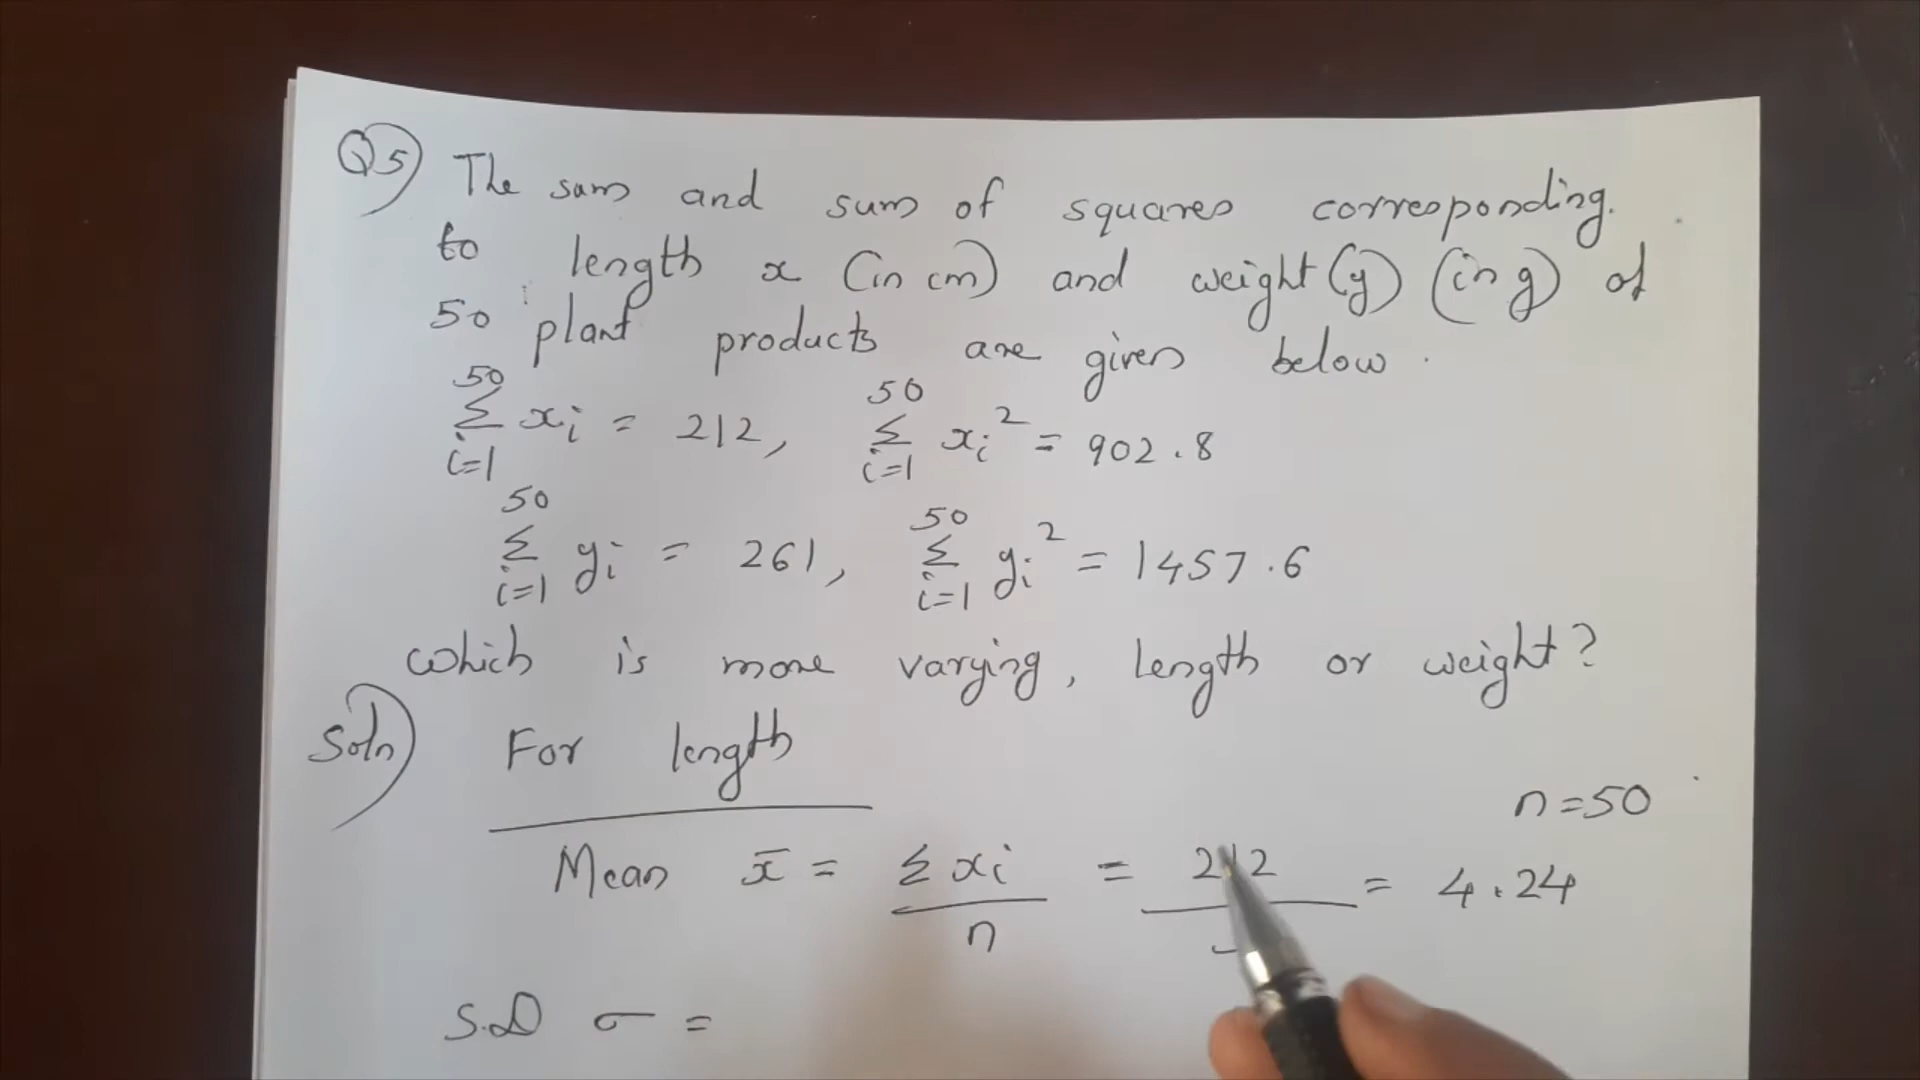 Q5) The sum and sum of squares corresponding.
to length x (in cm) and weight (y) (in g) of
50 plant products are given below.
50 50
∑ xi = 212, ∑ xi² = 902.8
i=1 i=1
50 50
∑ yi = 261, ∑ yi² = 1457.6
i=1 i=1
Which is more varying, length or weight?
Soln) For length
n=50
Mean x̄ = ∑xi / n = 212 / = 4.24
S.D σ =